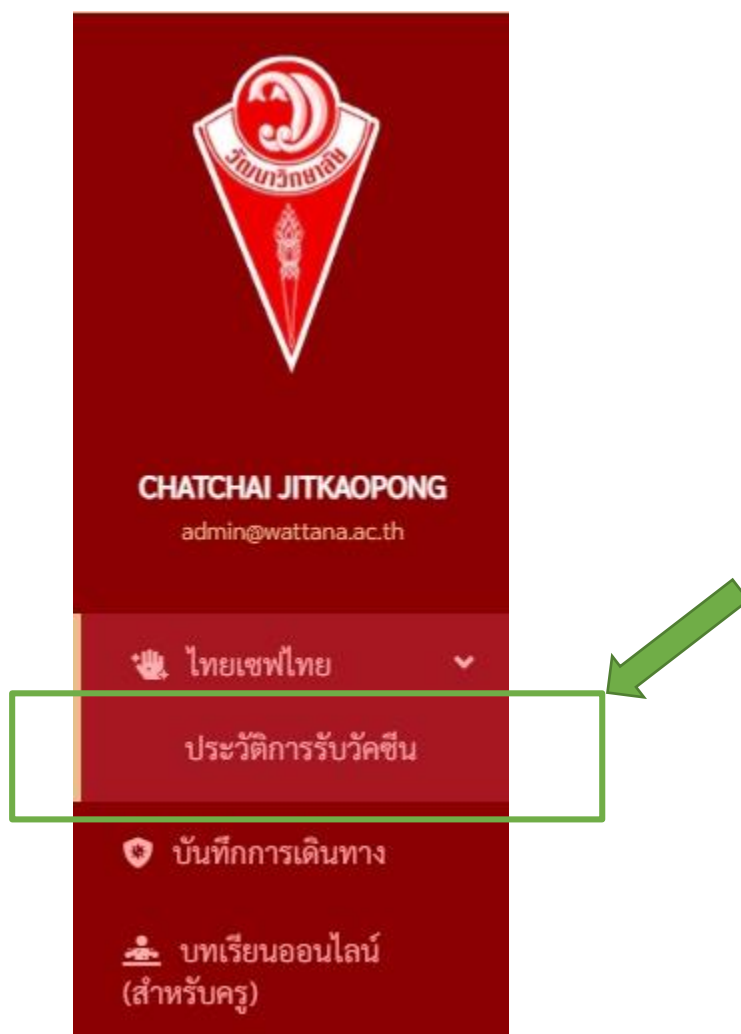 วัฒนาวิทยาลัย
CHATCHAI JITKAOPONG
admin@wattana.ac.th
ไทยเซฟไทย
ประวัติการรับวัคซีน
บันทึกการเดินทาง
บทเรียนออนไลน์
(สำหรับครู)